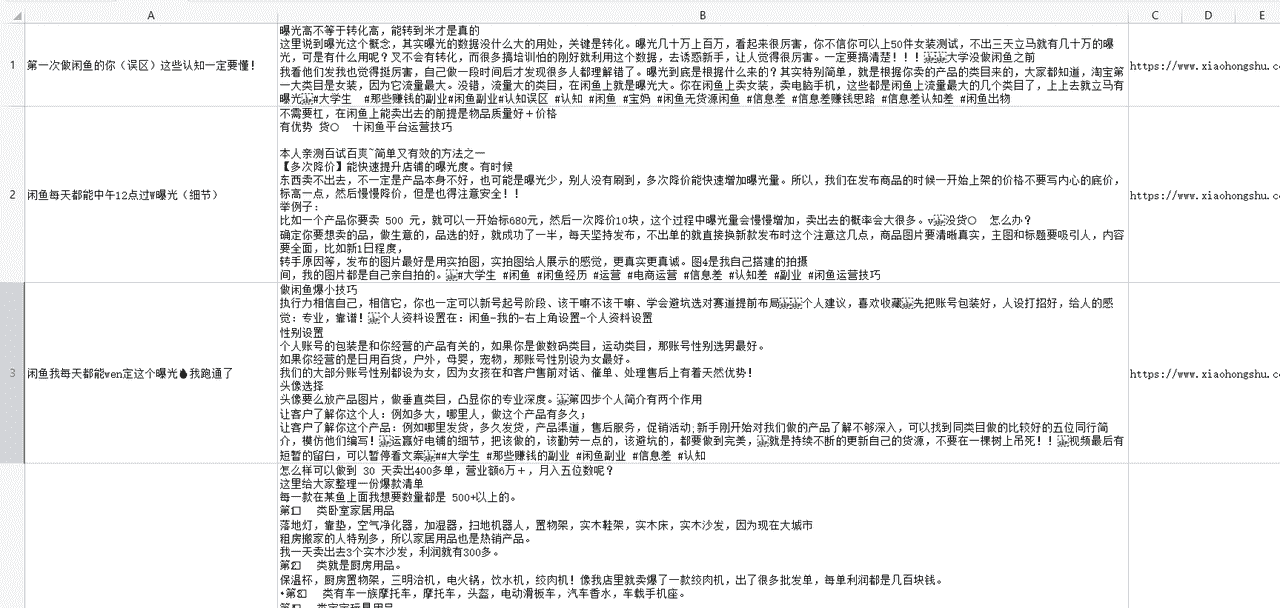 A B C D E
1
第一次做闲鱼的你（误区）这些认知一定要懂！
曝光高不等于转化高，能转到米才是真的
这里说到曝光这个概念，其实曝光的数据没什么大的用处，关键是转化。曝光几十万上百万，看起来很厉害，你不信你可以上50件女装测试，不出三天立马就有几十万的曝
光，可是有什么用呢？叉不会有转化，而很多搞培训怕的刚好就利用这个数据，去诱惑新手，让人觉得厉害。一定要搞清楚！！！大学没做闲鱼之前
我看他们发我也觉得挺厉害，自己做一段时间后才发现很多人都理解错了。曝光到底是根据什么来的？其实特别简单，就是根据你卖的产品的类目来的，大家都知道，淘宝第
一大类目是女装，因为它流量最大。没错，流量大的类目，在闲鱼上就是曝光大。你在闲鱼上卖女装，卖电脑手机，这些都是闲鱼上流量最大的几个类目了，上上去就立马有
曝光#大学生 #那些赚钱的副业#闲鱼副业#认知误区 #认知 #闲鱼 #宝妈 #闲鱼无货源闲鱼 #信息差 #信息差赚钱思路 #信息差认知差 #闲鱼出物
https://www.xiaohongshu.c
2
闲鱼每天都能中午12点过W曝光（细节）
不需要杠，在闲鱼上能卖出去的前提是物品质量好＋价格
有优势 货○ 十闲鱼平台运营技巧
本人亲测百试百爽~简单又有效的方法之一
【多次降价】能快速提升店铺的曝光度。有时候
东西卖不出去，不一定是产品本身不好，也可能是曝光少，别人没有刷到，多次降价能快速增加曝光量。所以，我们在发布商品的时候一开始上架的价格不要写内心的底价，
标高一点，然后慢慢降价，但是也得注意安全！！
举例子：
比如一个产品你要卖 500 元，就可以一开始标680元，然后一次降价10块，这个过程中曝光量会慢慢增加，卖出去的概率会大很多。v没货○ 怎么办？
确定你要想卖的品，做生意的，品选的好，就成功了一半，每天坚持发布，不出单的就直接换新款发布时这个注意这几点，商品图片要清晰真实，主图和标题要吸引人，内容
要全面，比如新1日程度，
转手原因等，发布的图片最好是用实拍图，实拍图给人展示的感觉，更真实更真诚。图4是我自己搭建的拍摄
间，我的图片都是自己亲自拍的。#大学生 #闲鱼 #闲鱼经历 #运营 #电商运营 #信息差 #认知差 #副业 #闲鱼运营技巧
https://www.xiaohongshu.c
3
闲鱼我每天都能wen定这个曝光💧我跑通了
做闲鱼爆小技巧
执行力相信自己，相信它，你也一定可以新号起号阶段、该干嘛不该干嘛、学会避坑选对赛道提前布局个人建议，喜欢收藏先把账号包装好，人设打招好，给人的感
觉：专业，靠谱！个人资料设置在：闲鱼-我的-右上角设置-个人资料设置
性别设置
个人账号的包装是和你经营的产品有关的，如果你是做数码类目，运动类目，那账号性别选男最好。
如果你经营的是日用百货，户外，母婴，宠物，那账号性别设为女最好。
我们的大部分账号性别都设为女，因为女孩在和客户售前对话、催单、处理售后上有着天然优势！
头像选择
头像要么放产品图片，做垂直类目，凸显你的专业深度。第四步个人简介有两个作用
让客户了解你这个人：例如多大，哪里人，做这个产品有多久；
让客户了解你这个产品：例如哪里发货，多久发货，产品渠道，售后服务，促销活动;新手刚开始对我们做的产品了解不够深入，可以找到同类目做的比较好的五位同行简
介，模仿他们编写！运嬴好电铺的细节，把该做的，该勤劳一点的，该避坑的，都要做到完美，就是持续不断的更新自己的货源，不要在一棵树上吊死！！视频最后有
短暂的留白，可以暂停看文案##大学生 #那些赚钱的副业 #闲鱼副业 #信息差 #认知
https://www.xiaohongshu.c
怎么样可以做到 30 天卖出400多单，营业额6万＋，月入五位数呢？
这里给大家整理一份爆款清单
每一款在某鱼上面我想要数量都是 500+以上的。
第1 类卧室家居用品
落地灯，靠垫，空气净化器，加湿器，扫地机器人，置物架，实木鞋架，实木床，实木沙发，因为现在大城市
租房搬家的人特别多，所以家居用品也是热销产品。
我一天卖出去3个实木沙发，利润就有300多。
第2 类就是厨房用品。
保温杯，厨房置物架，三明治机，电火锅，饮水机，绞肉机！像我店里就卖爆了一款绞肉机，出了很多批发单，每单利润都是几百块钱。
•第3 类有车一族摩托车，摩托车，头盔，电动滑板车，汽车香水，车载手机座。